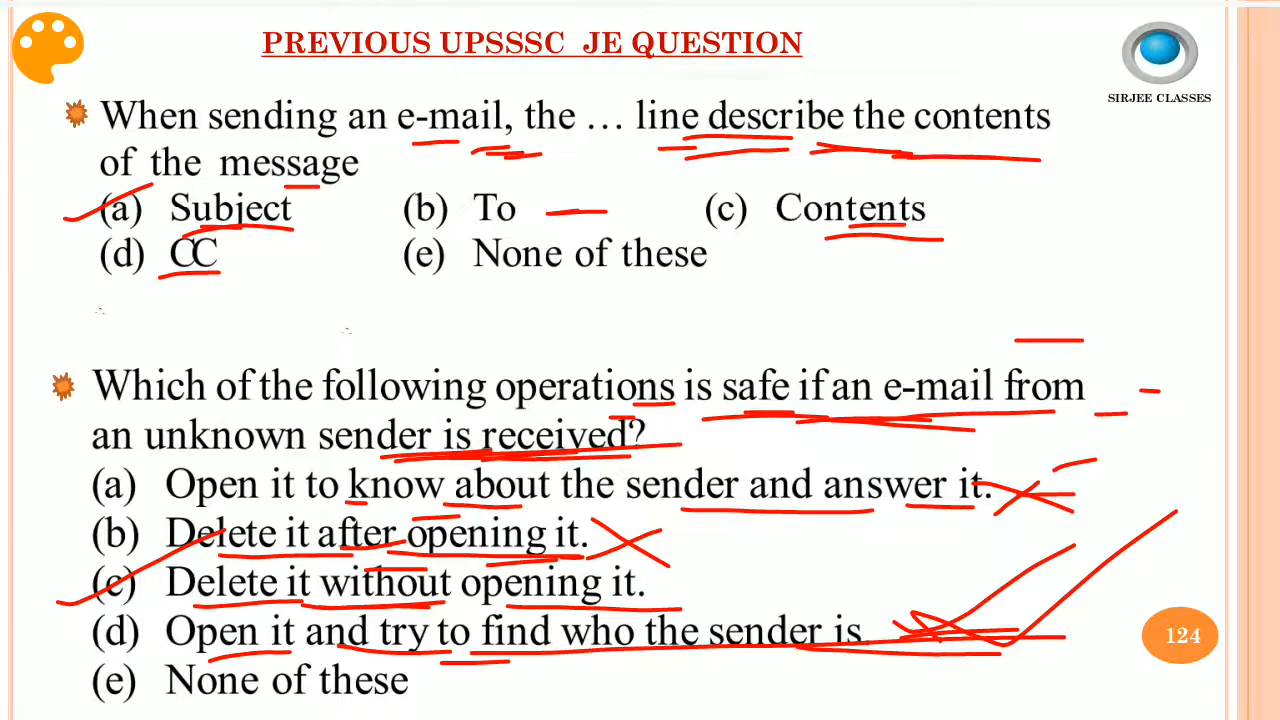 PREVIOUS UPSSSC JE QUESTION
SIRJEE CLASSES
When sending an e-mail, the ... line describe the contents
of the message
(a) Subject (b) To (c) Contents
(d) CC (e) None of these
Which of the following operations is safe if an e-mail from
an unknown sender is received?
(a) Open it to know about the sender and answer it.
(b) Delete it after opening it.
(c) Delete it without opening it.
(d) Open it and try to find who the sender is.
(e) None of these
124